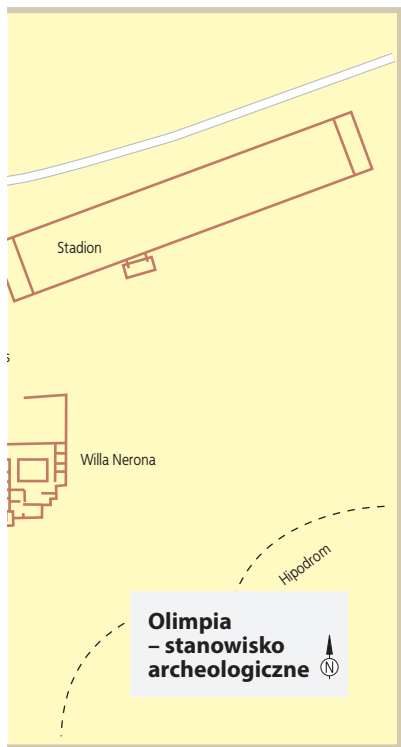 Stadion
s
Willa Nerona
Hipodrom
Olimpia
– stanowisko
archeologiczne
N